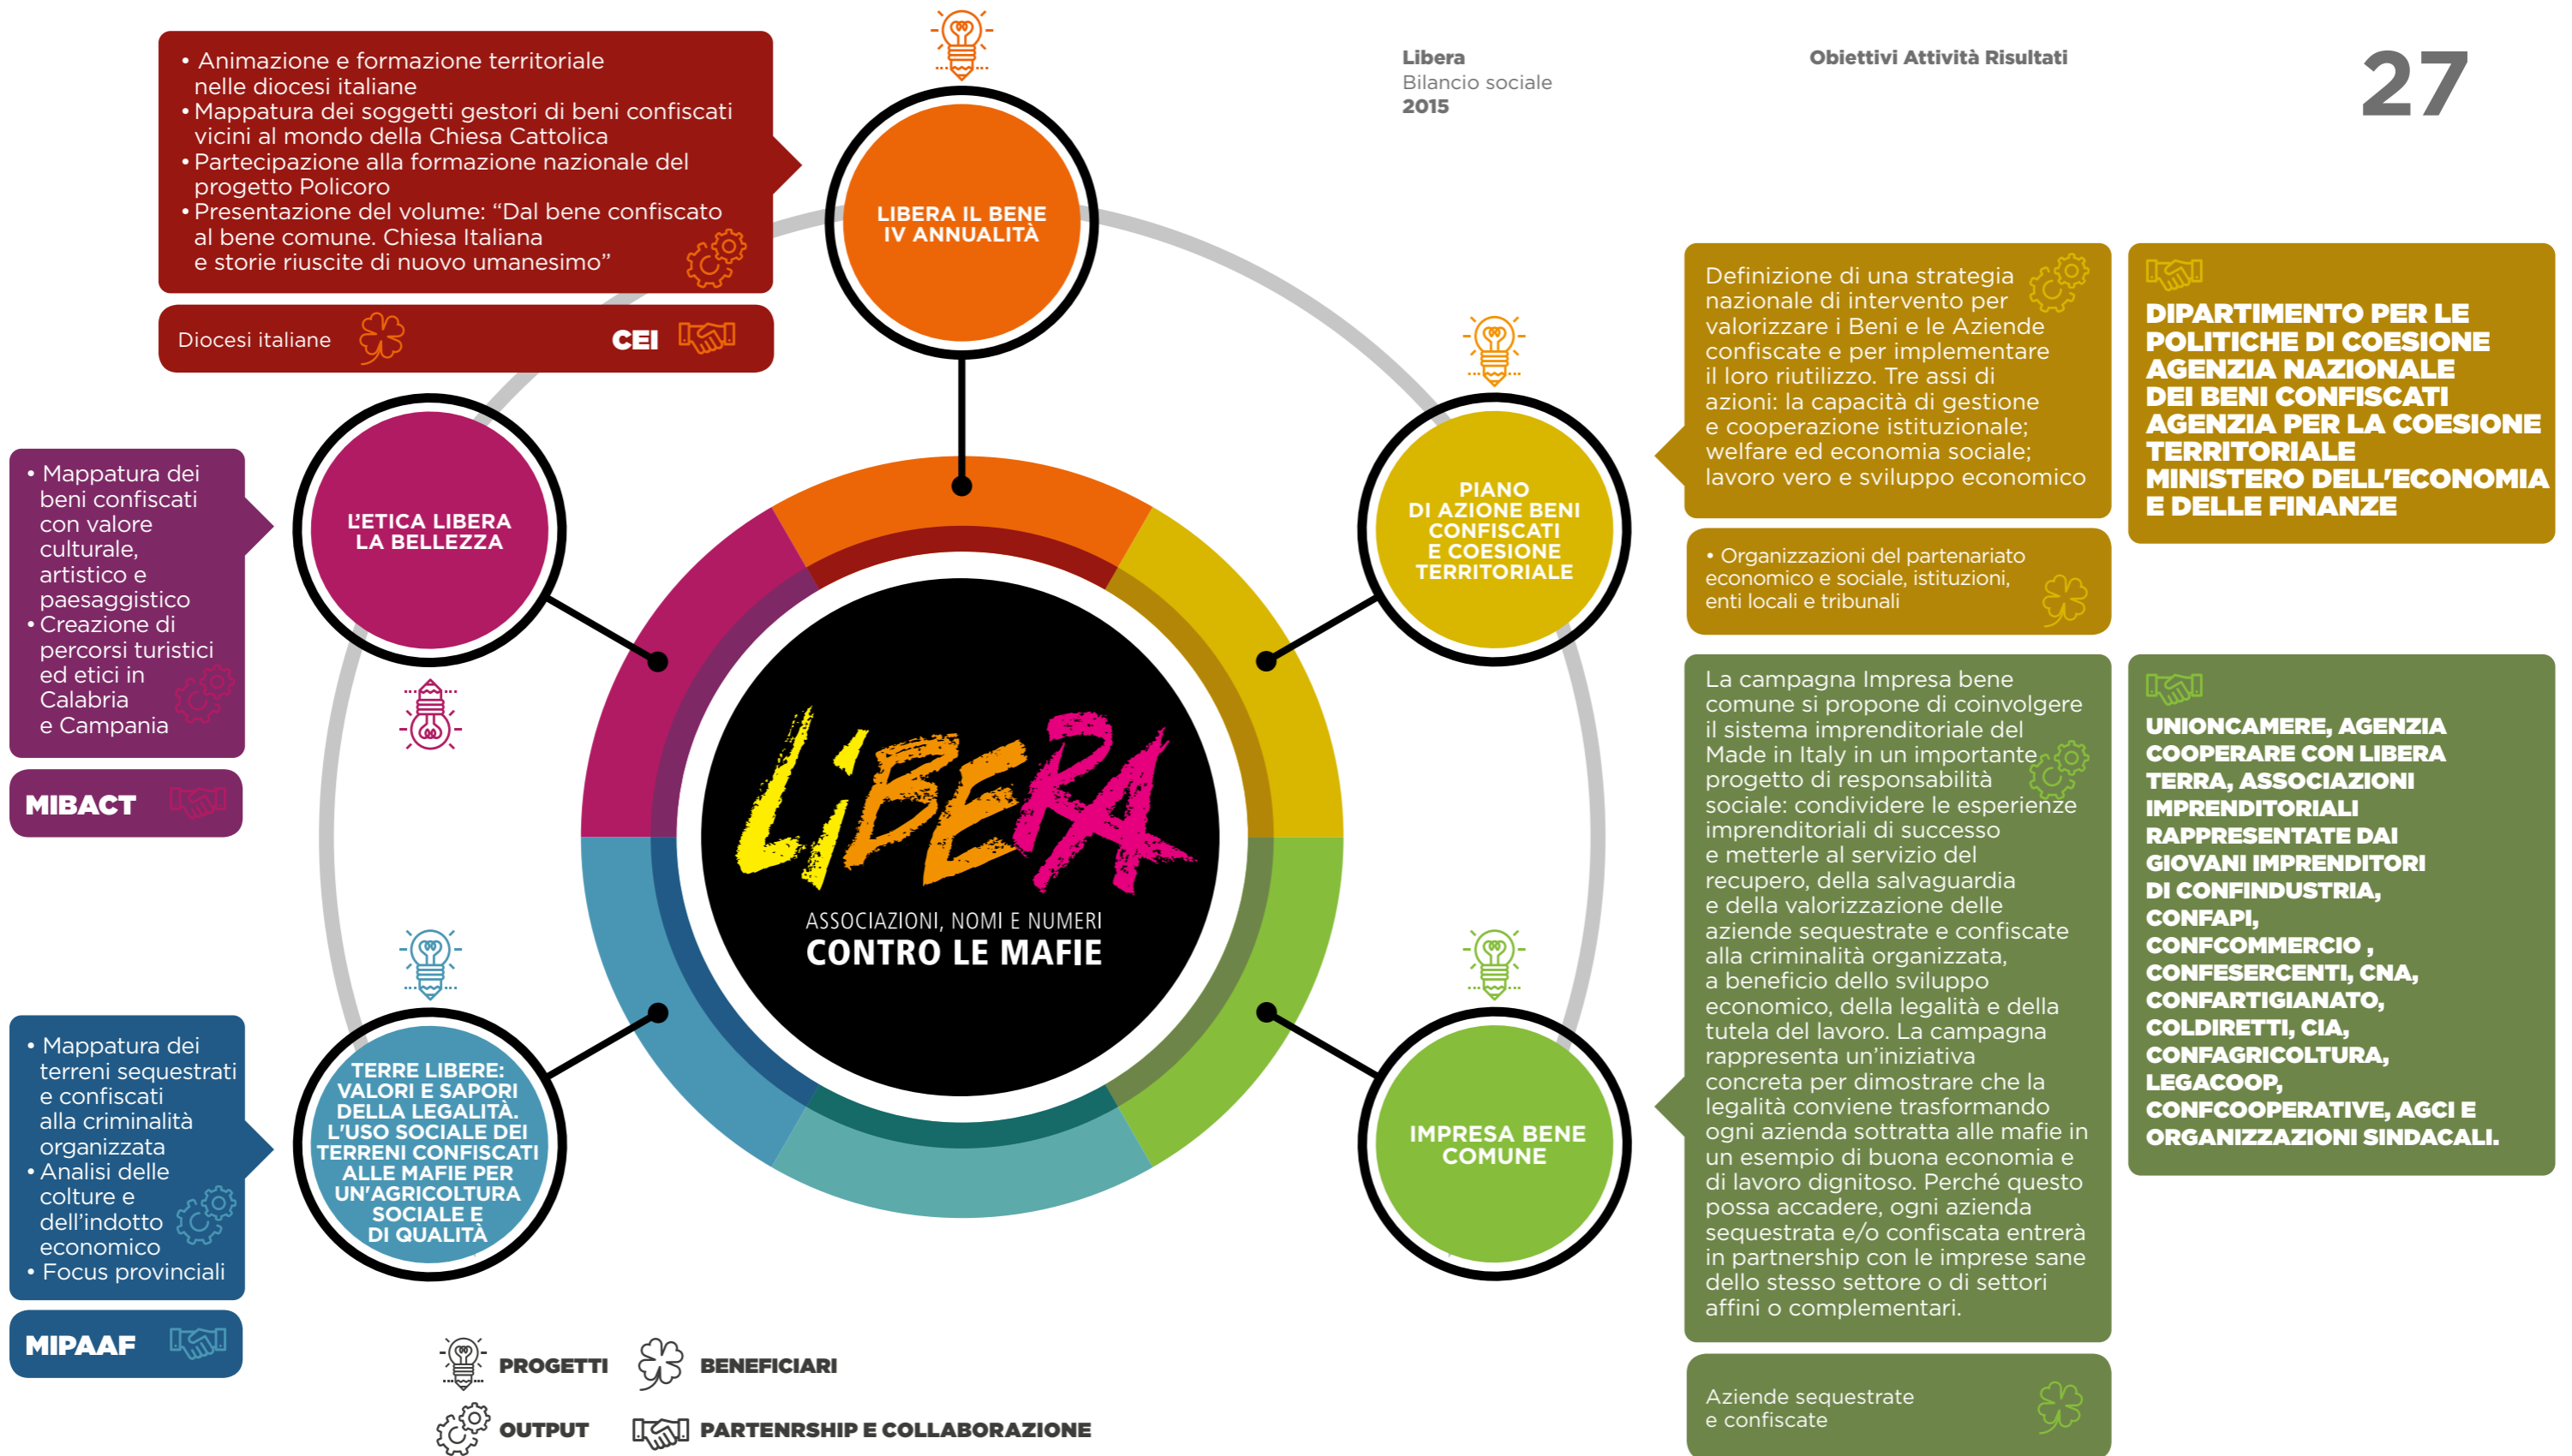 Libera
Bilancio sociale
2015
Obiettivi Attività Risultati
27
• Animazione e formazione territoriale
nelle diocesi italiane
• Mappatura dei soggetti gestori di beni confiscati
vicini al mondo della Chiesa Cattolica
• Partecipazione alla formazione nazionale del
progetto Policoro
• Presentazione del volume: “Dal bene confiscato
al bene comune. Chiesa Italiana
e storie riuscite di nuovo umanesimo”
Diocesi italiane
CEI
LIBERA IL BENE
IV ANNUALITÀ
Definizione di una strategia
nazionale di intervento per
valorizzare i Beni e le Aziende
confiscate e per implementare
il loro riutilizzo. Tre assi di
azioni: la capacità di gestione
e cooperazione istituzionale;
welfare ed economia sociale;
lavoro vero e sviluppo economico
DIPARTIMENTO PER LE
POLITICHE DI COESIONE
AGENZIA NAZIONALE
DEI BENI CONFISCATI
AGENZIA PER LA COESIONE
TERRITORIALE
MINISTERO DELL'ECONOMIA
E DELLE FINANZE
• Organizzazioni del partenariato
economico e sociale, istituzioni,
enti locali e tribunali
PIANO
DI AZIONE BENI
CONFISCATI
E COESIONE
TERRITORIALE
• Mappatura dei
beni confiscati
con valore
culturale,
artistico e
paesaggistico
• Creazione di
percorsi turistici
ed etici in
Calabria
e Campania
MIBACT
L’ETICA LIBERA
LA BELLEZZA
LiBERA
ASSOCIAZIONI, NOMI E NUMERI
CONTRO LE MAFIE
La campagna Impresa bene
comune si propone di coinvolgere
il sistema imprenditoriale del
Made in Italy in un importante
progetto di responsabilità
sociale: condividere le esperienze
imprenditoriali di successo
e metterle al servizio del
recupero, della salvaguardia
e della valorizzazione delle
aziende sequestrate e confiscate
alla criminalità organizzata,
a beneficio dello sviluppo
economico, della legalità e della
tutela del lavoro. La campagna
rappresenta un’iniziativa
concreta per dimostrare che la
legalità conviene trasformando
ogni azienda sottratta alle mafie in
un esempio di buona economia e
di lavoro dignitoso. Perché questo
possa accadere, ogni azienda
sequestrata e/o confiscata entrerà
in partnership con le imprese sane
dello stesso settore o di settori
affini o complementari.
UNIONCAMERE, AGENZIA
COOPERARE CON LIBERA
TERRA, ASSOCIAZIONI
IMPRENDITORIALI
RAPPRESENTATE DAI
GIOVANI IMPRENDITORI
DI CONFINDUSTRIA,
CONFAPI,
CONFCOMMERCIO ,
CONFESERCENTI, CNA,
CONFARTIGIANATO,
COLDIRETTI, CIA,
CONFAGRICOLTURA,
LEGACOOP,
CONFCOOPERATIVE, AGCI E
ORGANIZZAZIONI SINDACALI.
Aziende sequestrate
e confiscate
IMPRESA BENE
COMUNE
• Mappatura dei
terreni sequestrati
e confiscati
alla criminalità
organizzata
• Analisi delle
colture e
dell’indotto
economico
• Focus provinciali
MIPAAF
TERRE LIBERE:
VALORI E SAPORI
DELLA LEGALITÀ.
L'USO SOCIALE DEI
TERRENI CONFISCATI
ALLE MAFIE PER
UN'AGRICOLTURA
SOCIALE E
DI QUALITÀ
PROGETTI
BENEFICIARI
OUTPUT
PARTENRSHIP E COLLABORAZIONE